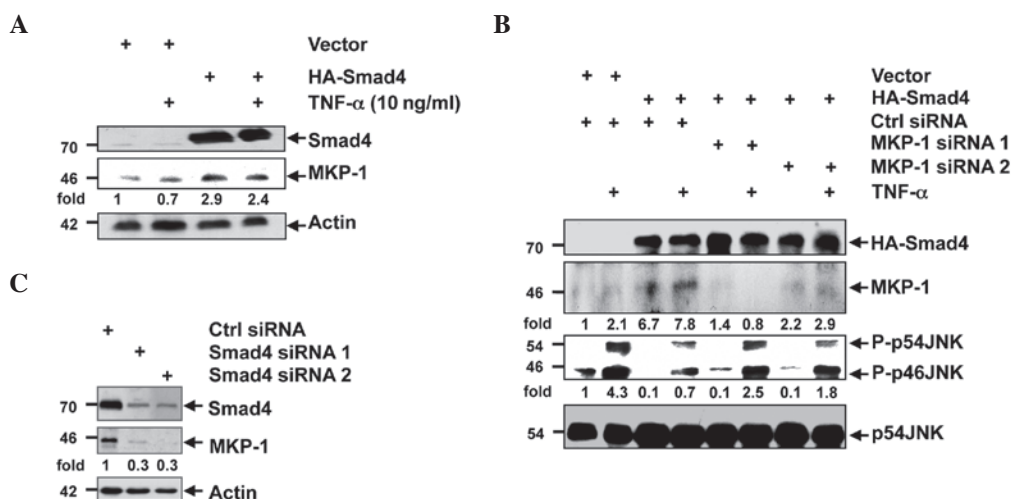 A
+ + Vector
+ + HA-Smad4
+ + TNF-α (10 ng/ml)
70 Smad4
46 MKP-1
fold 1 0.7 2.9 2.4
42 Actin
B
+ + Vector
+ + + + + + HA-Smad4
+ + + + Ctrl siRNA
+ + MKP-1 siRNA 1
+ + MKP-1 siRNA 2
+ + + + TNF-α
70 HA-Smad4
46 MKP-1
fold 1 2.1 6.7 7.8 1.4 0.8 2.2 2.9
54 P-p54JNK
46 P-p46JNK
fold 1 4.3 0.1 0.7 0.1 2.5 0.1 1.8
54 p54JNK
C
+ Ctrl siRNA
+ Smad4 siRNA 1
+ Smad4 siRNA 2
70 Smad4
46 MKP-1
fold 1 0.3 0.3
42 Actin